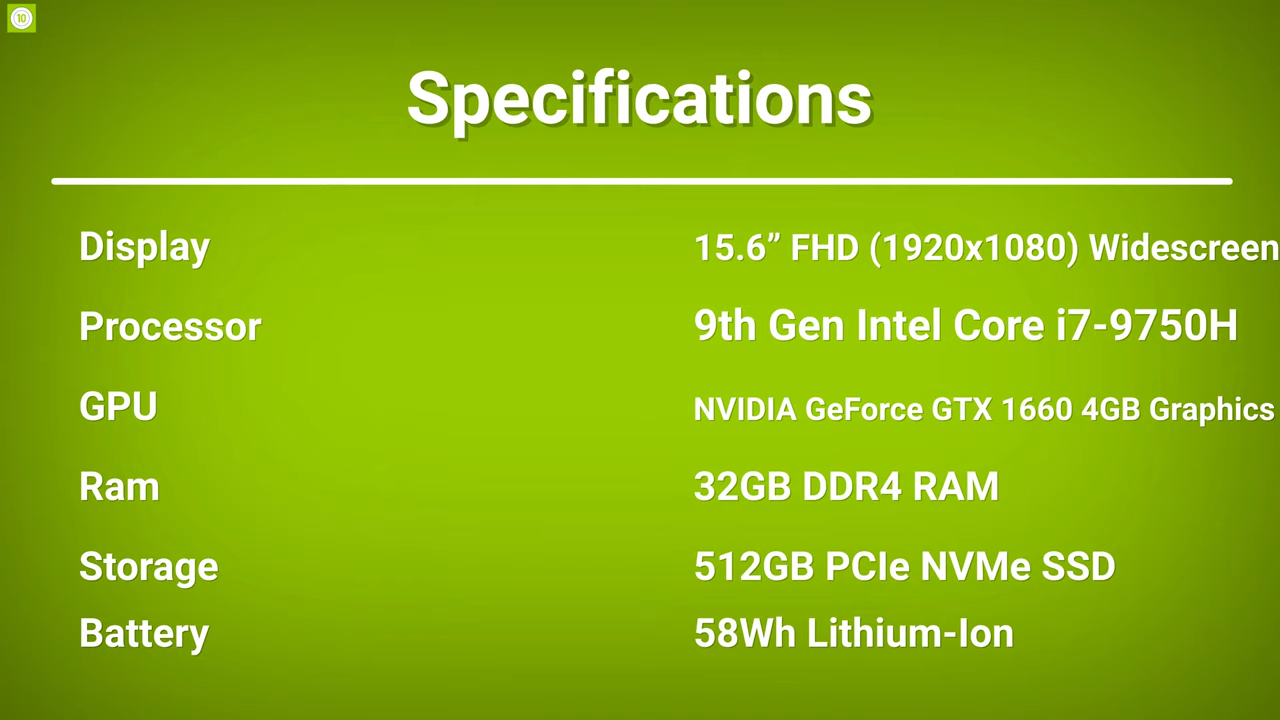 10
Specifications
Display 15.6” FHD (1920x1080) Widescreen
Processor 9th Gen Intel Core i7-9750H
GPU NVIDIA GeForce GTX 1660 4GB Graphics
Ram 32GB DDR4 RAM
Storage 512GB PCIe NVMe SSD
Battery 58Wh Lithium-Ion